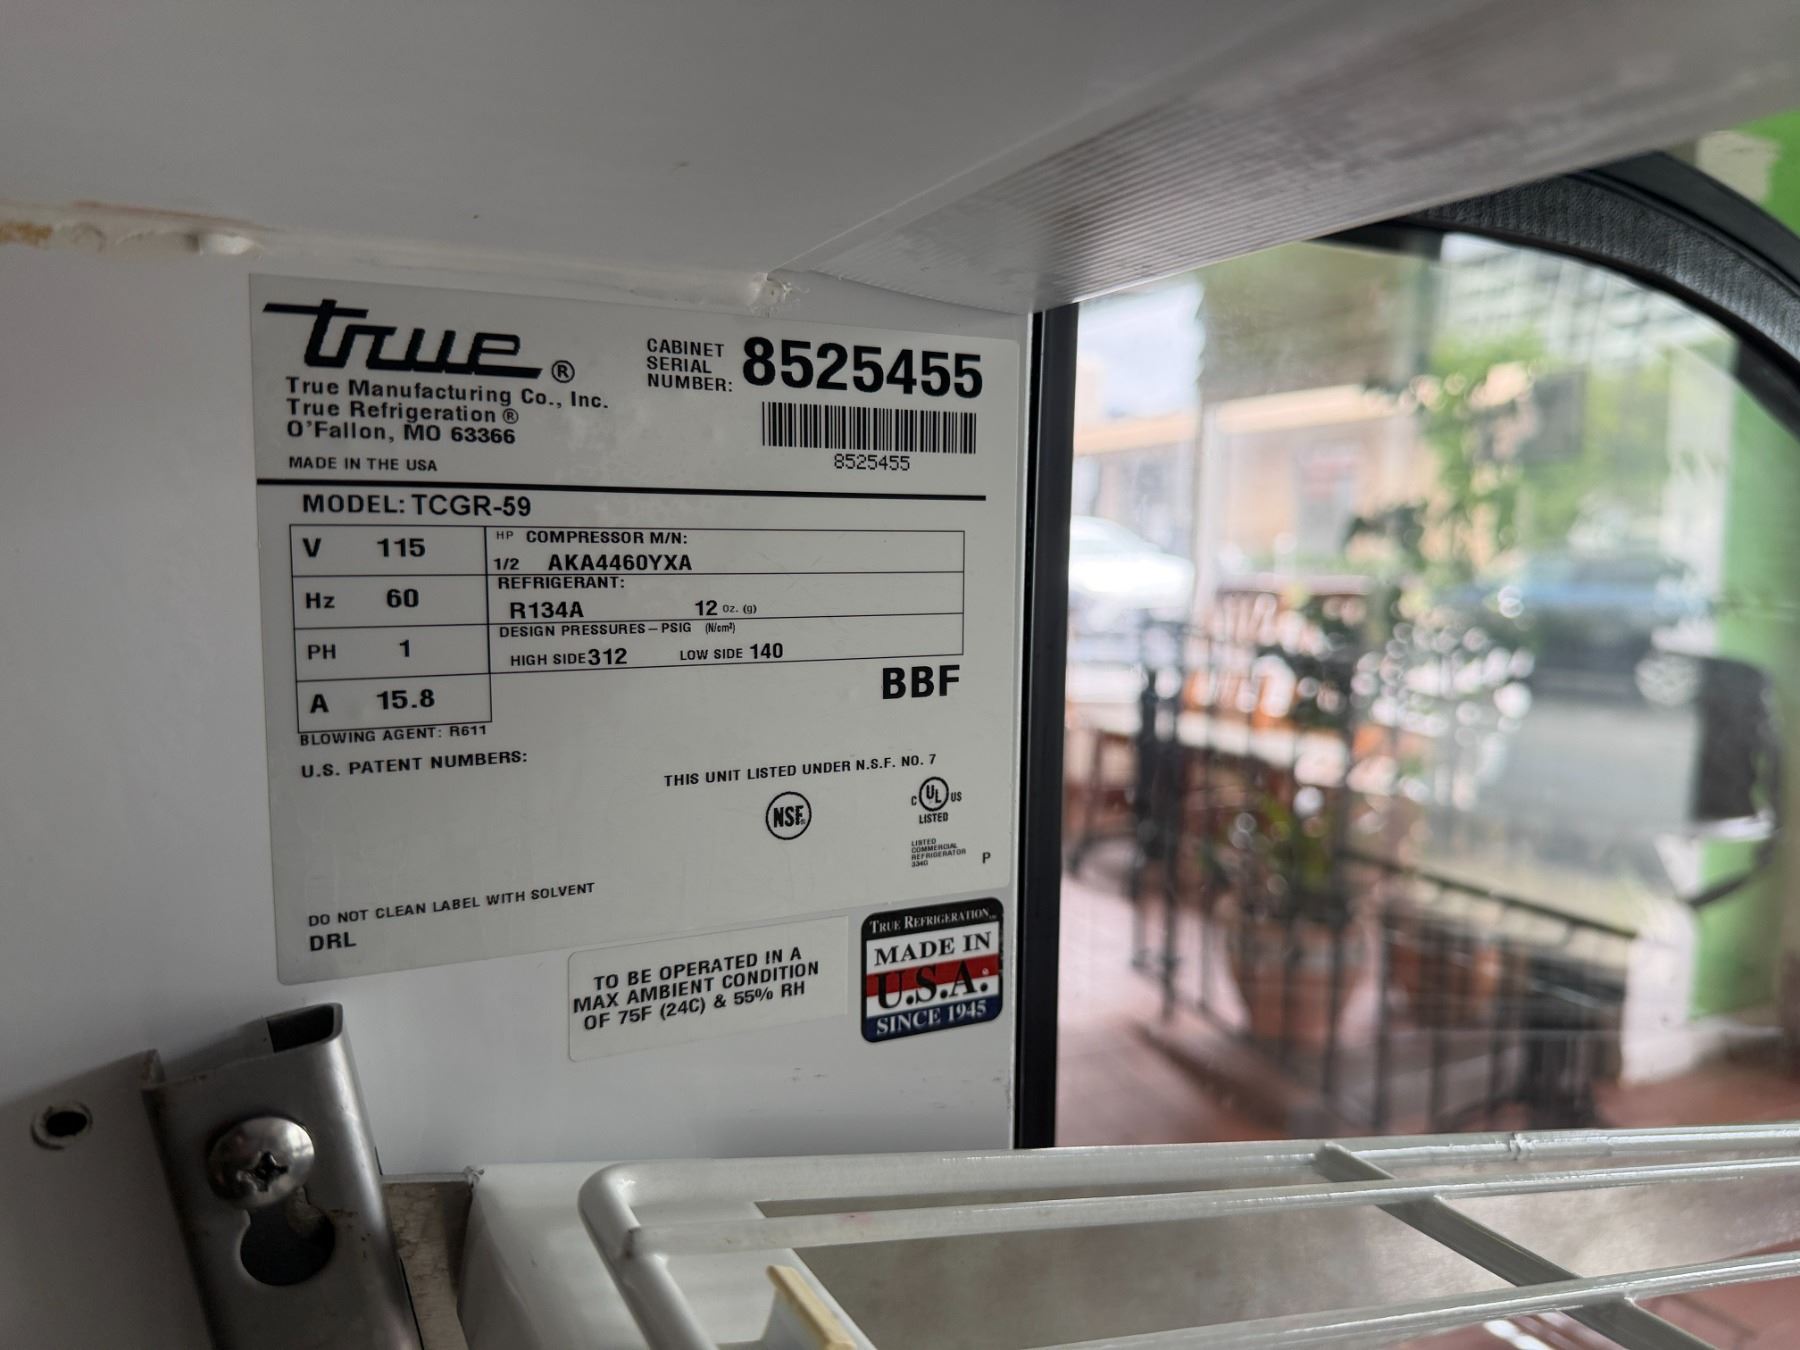 true®
True Manufacturing Co., Inc.
True Refrigeration ®
O'Fallon, MO 63366
MADE IN THE USA
CABINET
SERIAL
NUMBER:
8525455
8525455
MODEL: TCGR-59
V 115
Hz 60
PH 1
A 15.8
HP COMPRESSOR M/N:
1/2 AKA4460YXA
REFRIGERANT:
R134A 12 Oz. (g)
DESIGN PRESSURES – PSIG (N/cm²)
HIGH SIDE 312 LOW SIDE 140
BBF
BLOWING AGENT: R611
U.S. PATENT NUMBERS:
THIS UNIT LISTED UNDER N.S.F. NO. 7
NSF®
C UL US
LISTED
LISTED
COMMERCIAL
REFRIGERATOR
334G
P
DO NOT CLEAN LABEL WITH SOLVENT
DRL
TO BE OPERATED IN A
MAX AMBIENT CONDITION
OF 75F (24C) & 55% RH
TRUE REFRIGERATION
MADE IN
U.S.A.
SINCE 1945